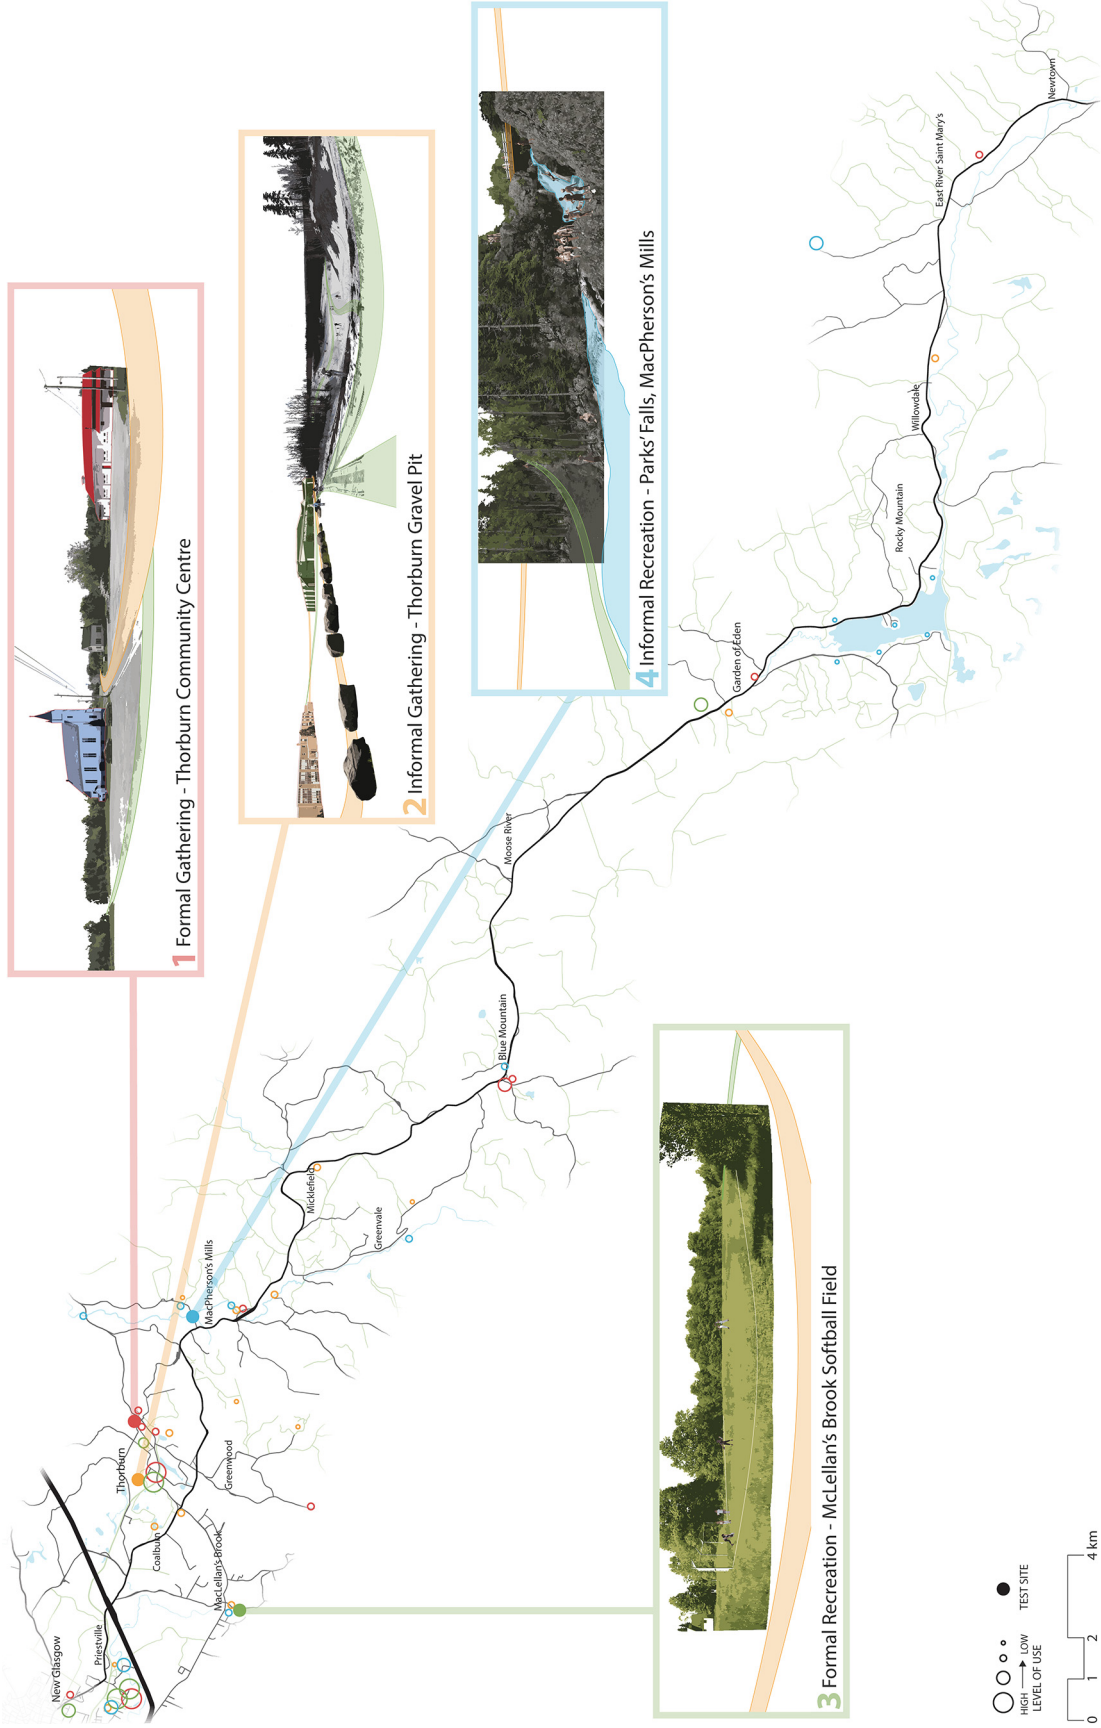 1 Formal Gathering - Thorburn Community Centre
2 Informal Gathering - Thorburn Gravel Pit
4 Informal Recreation - Parks' Falls, MacPherson's Mills
3 Formal Recreation - McLellan's Brook Softball Field
New Glasgow
Priestville
Coalburn
MacLellan's Brook
Thorburn
Greenwood
MacPherson's Mills
Micklefield
Greenvale
Blue Mountain
Moose River
Garden of Eden
Rocky Mountain
Willowdale
East River Saint Mary's
Newtown
HIGH LOW
LEVEL OF USE
TEST SITE
0 1 2 4 km